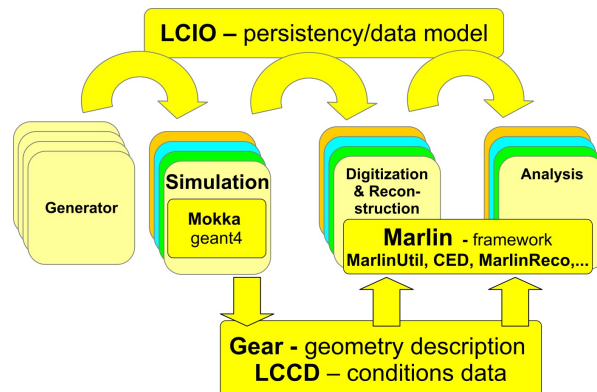 LCIO – persistency/data model
Generator
Simulation
Mokka
geant4
Digitization
& Recon-
struction
Analysis
Marlin - framework
MarlinUtil, CED, MarlinReco,...
Gear - geometry description
LCCD – conditions data